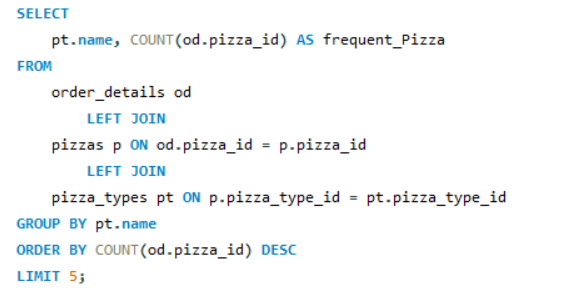 SELECT
    pt.name, COUNT(od.pizza_id) AS frequent_Pizza
FROM
    order_details od
        LEFT JOIN
    pizzas p ON od.pizza_id = p.pizza_id
        LEFT JOIN
    pizza_types pt ON p.pizza_type_id = pt.pizza_type_id
GROUP BY pt.name
ORDER BY COUNT(od.pizza_id) DESC
LIMIT 5;